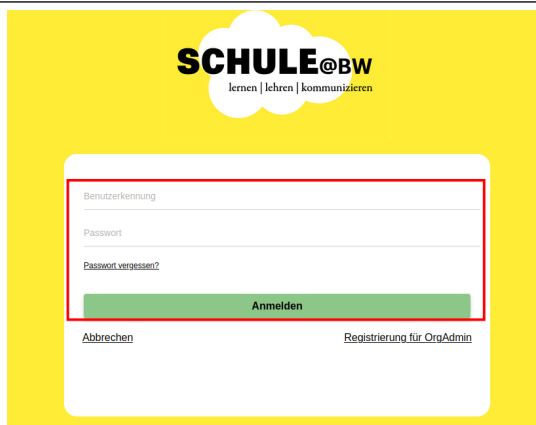 SCHULE@BW
lernen | lehren | kommunizieren
Benutzerkennung
Passwort
Passwort vergessen?
Anmelden
Abbrechen Registrierung für OrgAdmin